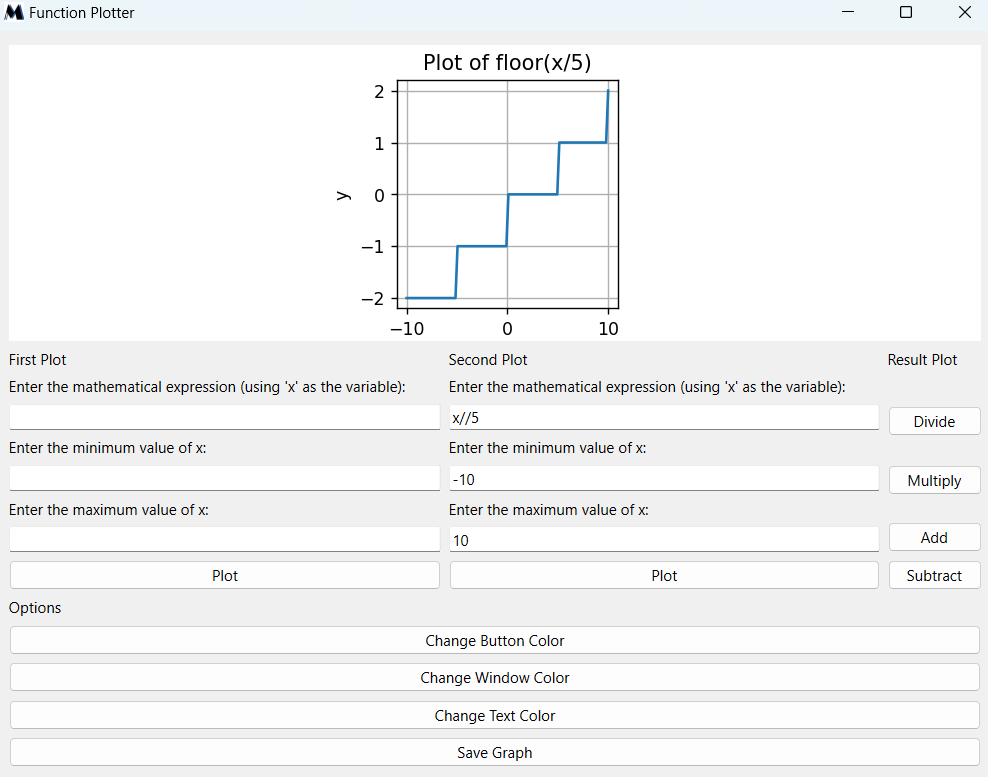 Function Plotter
Plot of floor(x/5)
2
1
0
−1
−2
y
−10 0 10
First Plot Second Plot Result Plot
Enter the mathematical expression (using 'x' as the variable): Enter the mathematical expression (using 'x' as the variable):
x//5 Divide
Enter the minimum value of x: Enter the minimum value of x:
-10 Multiply
Enter the maximum value of x: Enter the maximum value of x:
10 Add
Plot Plot Subtract
Options
Change Button Color
Change Window Color
Change Text Color
Save Graph